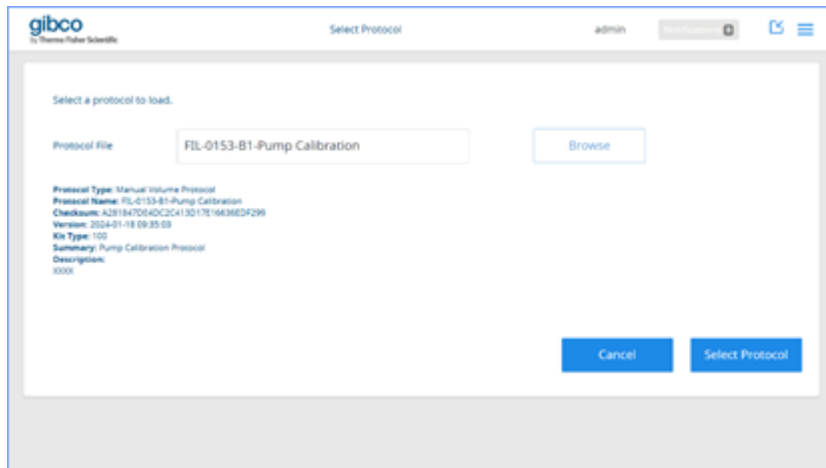 gibco
by Thermo Fisher Scientific
Select Protocol
admin
Notifications 0
Select a protocol to load.
Protocol File
FIL-0153-B1-Pump Calibration
Browse
Protocol Type: Manual Volume Protocol
Protocol Name: FIL-0153-B1-Pump Calibration
Version: 2024-01-18 09:35:03
Kit Type: 100
Summary: Pump Calibration Protocol
Description:
XXXX
Cancel
Select Protocol